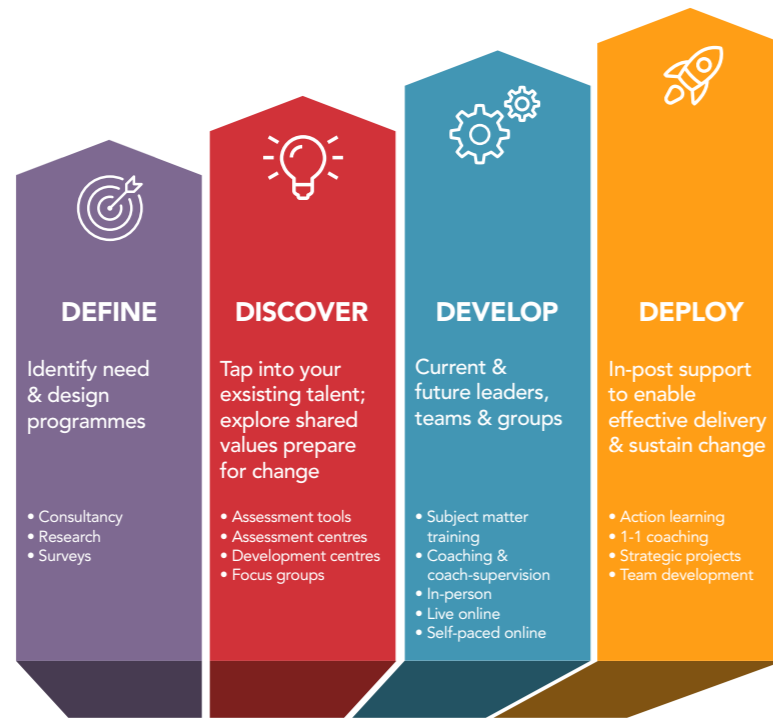 DEFINE
Identify need
& design
programmes
• Consultancy
• Research
• Surveys
DISCOVER
Tap into your
exsisting talent;
explore shared
values prepare
for change
• Assessment tools
• Assessment centres
• Development centres
• Focus groups
DEVELOP
Current &
future leaders,
teams & groups
• Subject matter
training
• Coaching &
coach-supervision
• In-person
• Live online
• Self-paced online
DEPLOY
In-post support
to enable
effective delivery
& sustain change
• Action learning
• 1-1 coaching
• Strategic projects
• Team development